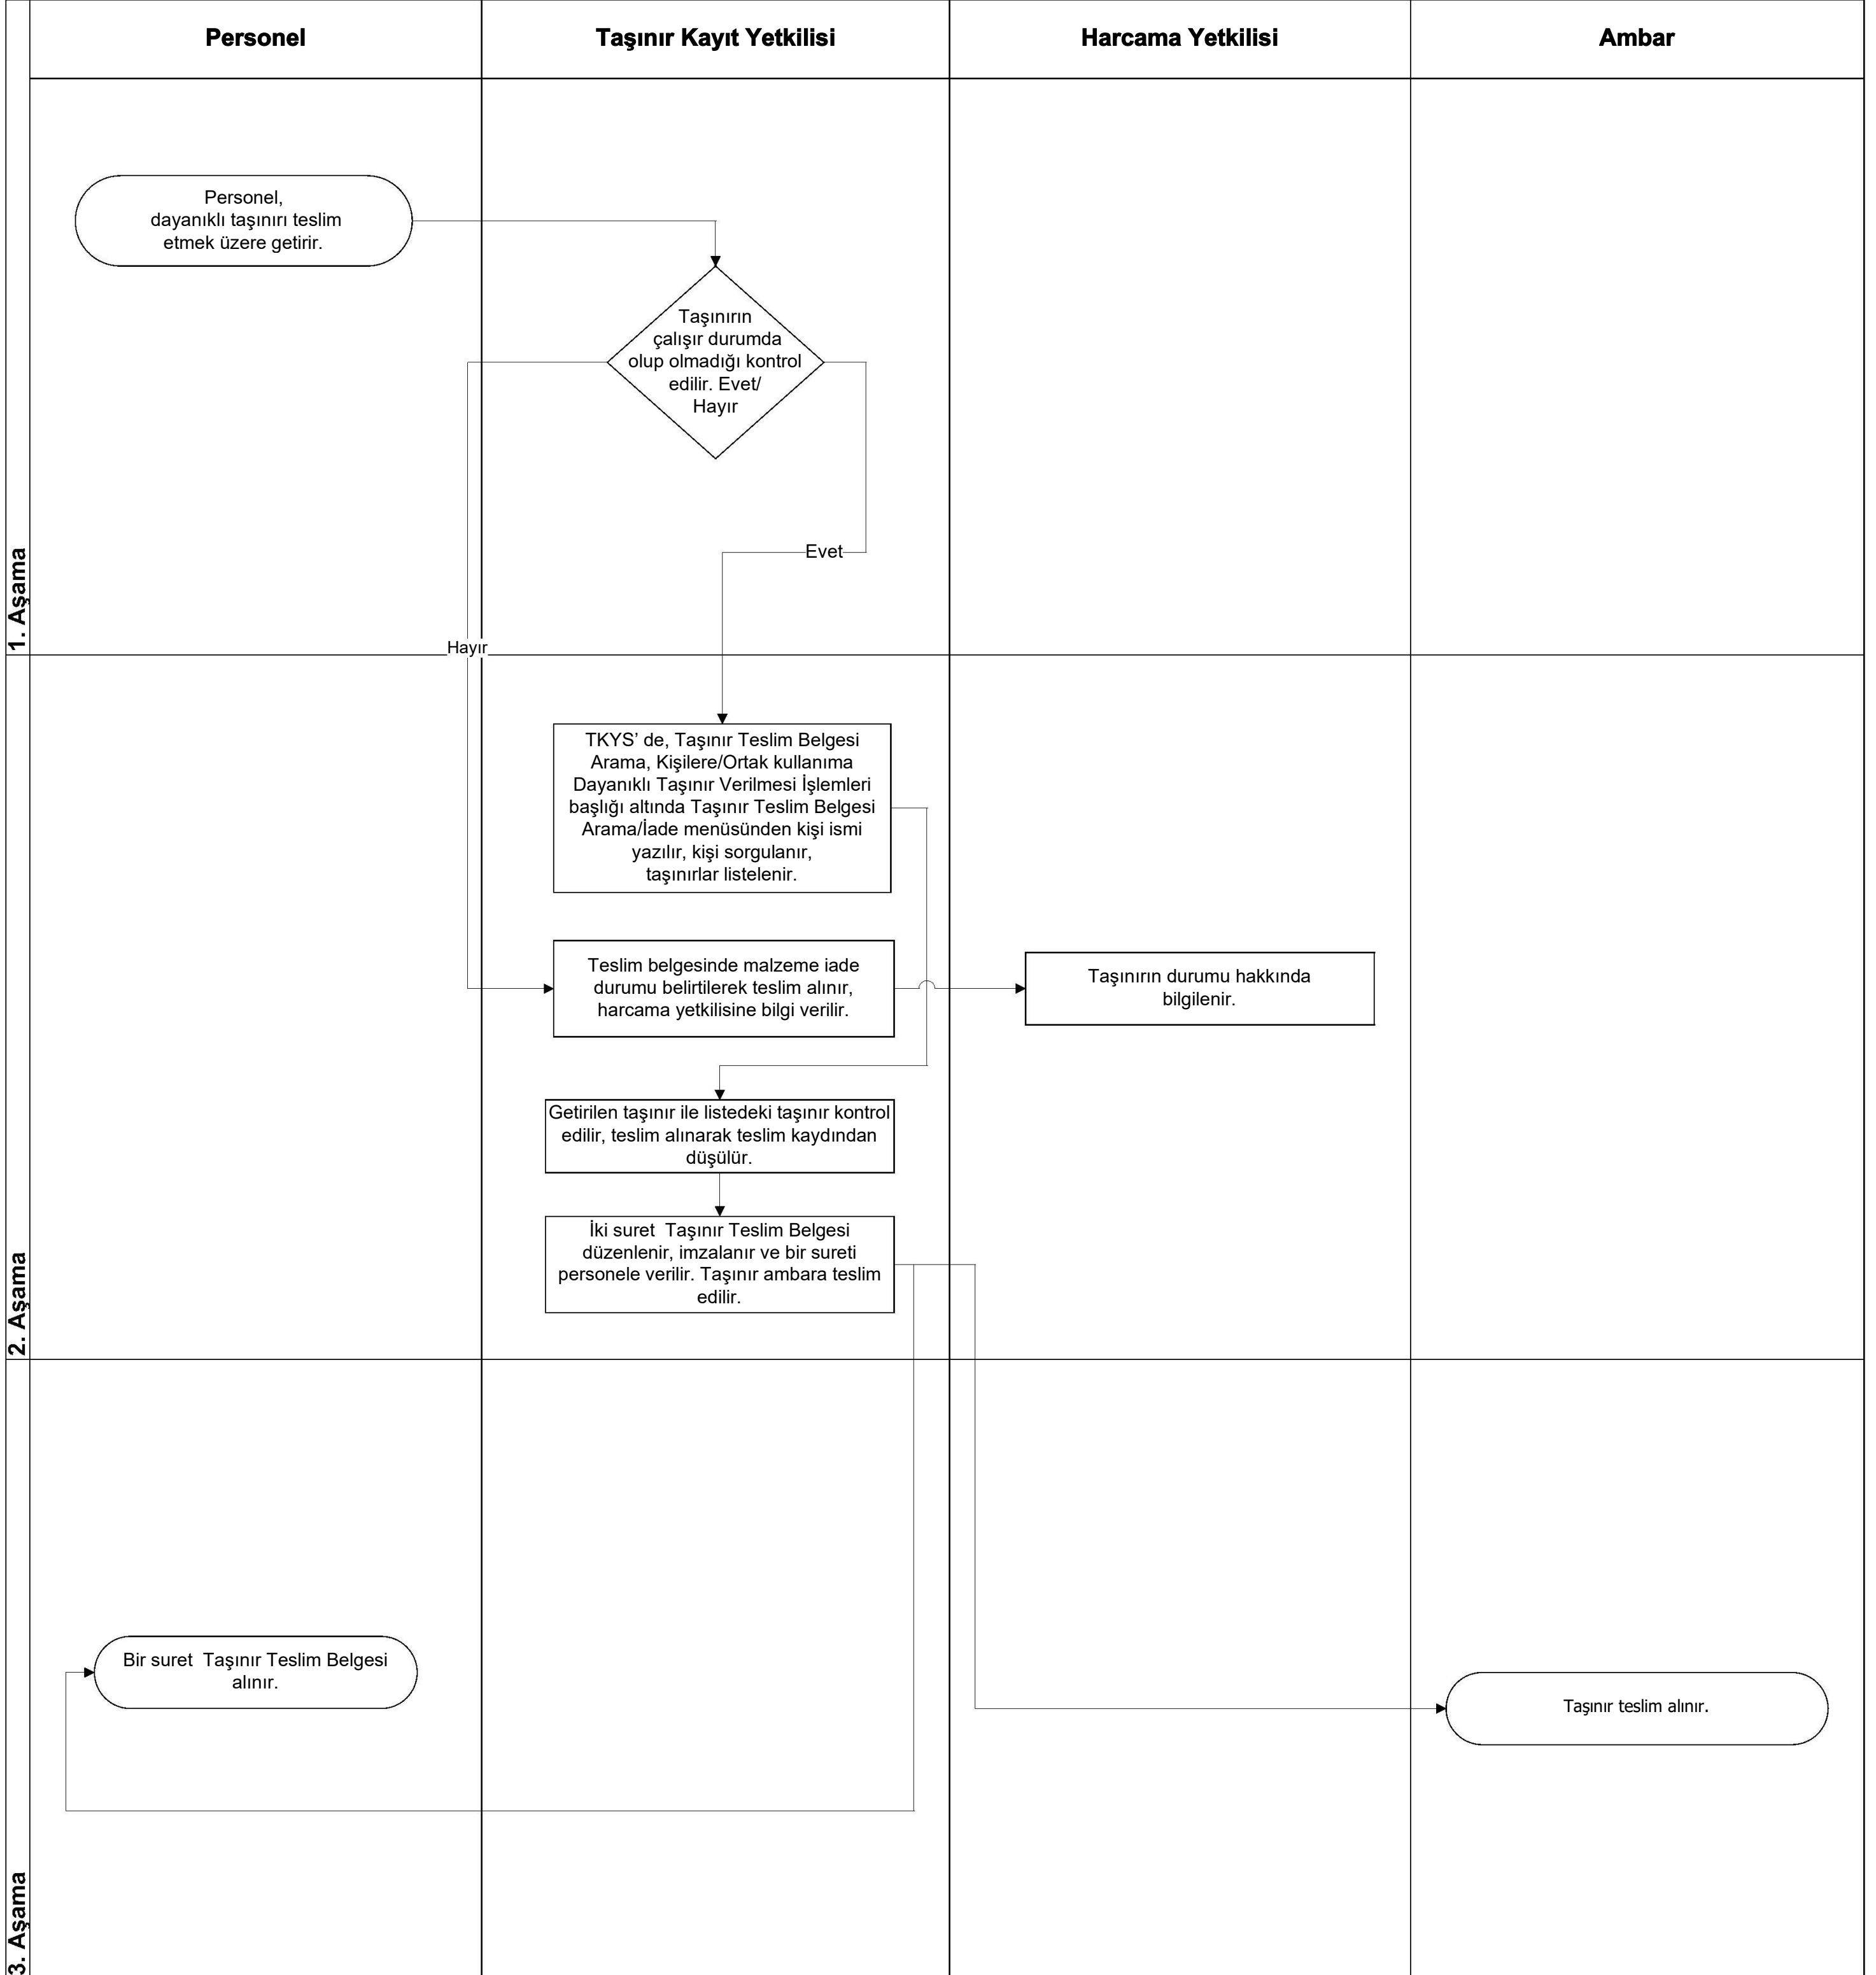 Personel
Taşınır Kayıt Yetkilisi
Harcama Yetkilisi
Ambar
1. Aşama
Personel,
dayanıklı taşınırı teslim
etmek üzere getirir.
Taşınırın
çalışır durumda
olup olmadığı kontrol
edilir. Evet/
Hayır
Evet
Hayır
2. Aşama
TKYS’ de, Taşınır Teslim Belgesi
Arama, Kişilere/Ortak kullanıma
Dayanıklı Taşınır Verilmesi İşlemleri
başlığı altında Taşınır Teslim Belgesi
Arama/İade menüsünden kişi ismi
yazılır, kişi sorgulanır,
taşınırlar listelenir.
Teslim belgesinde malzeme iade
durumu belirtilerek teslim alınır,
harcama yetkilisine bilgi verilir.
Taşınırın durumu hakkında
bilgilenir.
Getirilen taşınır ile listedeki taşınır kontrol
edilir, teslim alınarak teslim kaydından
düşülür.
İki suret  Taşınır Teslim Belgesi
düzenlenir, imzalanır ve bir sureti
personele verilir. Taşınır ambara teslim
edilir.
3. Aşama
Bir suret  Taşınır Teslim Belgesi
alınır.
Taşınır teslim alınır.